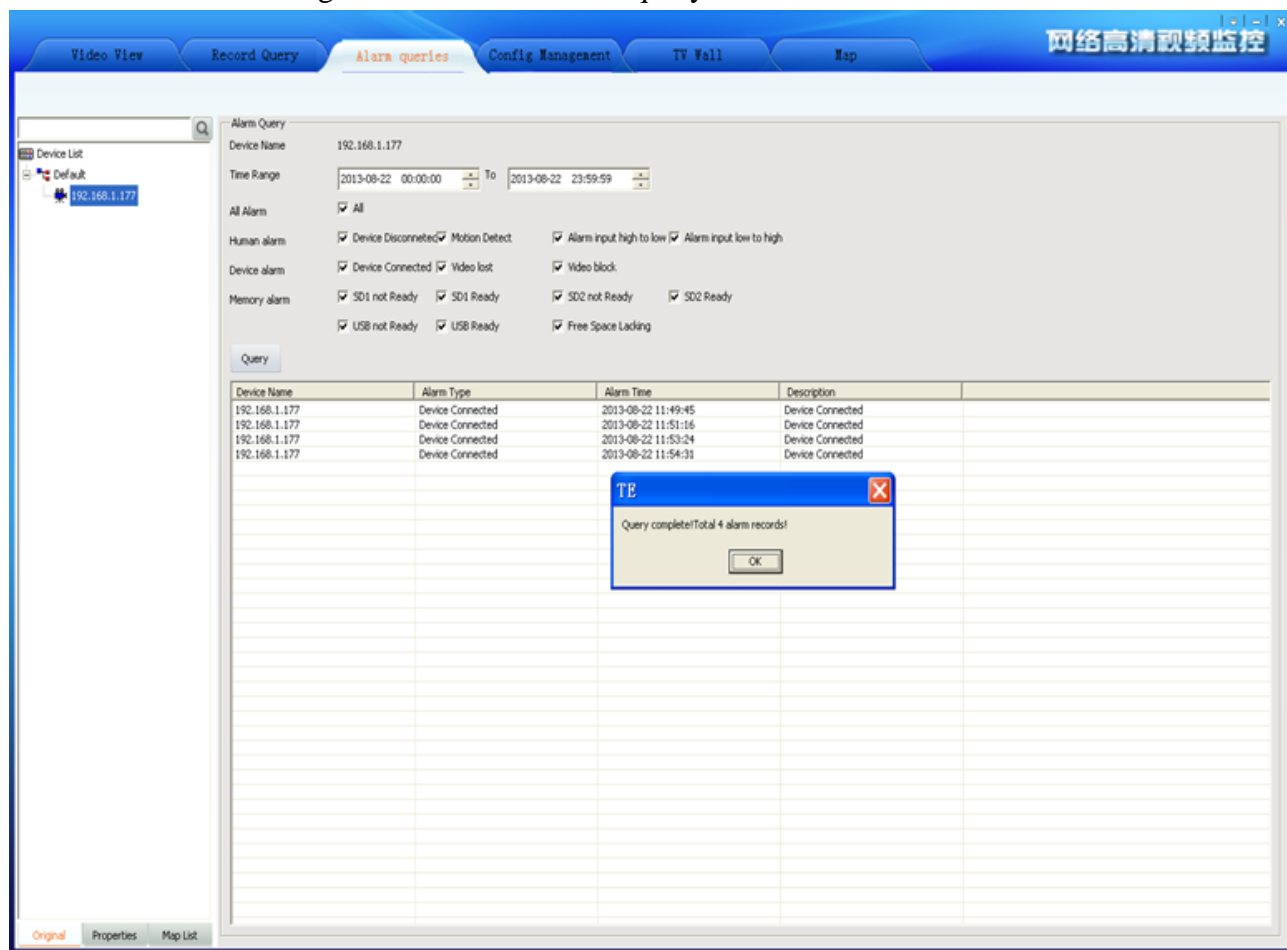 网络高清视频监控
Video View Record Query Alarm queries Config Management TV Wall Map
Alarm Query
Device List
Default
192.168.1.177
Device Name 192.168.1.177
Time Range 2013-08-22 00:00:00 To 2013-08-22 23:59:59
All Alarm All
Human alarm Device Disconneted Motion Detect Alarm input high to low Alarm input low to high
Device alarm Device Connected Video lost Video block
Memory alarm SD1 not Ready SD1 Ready SD2 not Ready SD2 Ready
USB not Ready USB Ready Free Space Lacking
Query
Device Name Alarm Type Alarm Time Description
192.168.1.177 Device Connected 2013-08-22 11:49:45 Device Connected
192.168.1.177 Device Connected 2013-08-22 11:51:16 Device Connected
192.168.1.177 Device Connected 2013-08-22 11:53:24 Device Connected
192.168.1.177 Device Connected 2013-08-22 11:54:31 Device Connected
TE
Query complete!Total 4 alarm records!
OK
Original Properties Map List